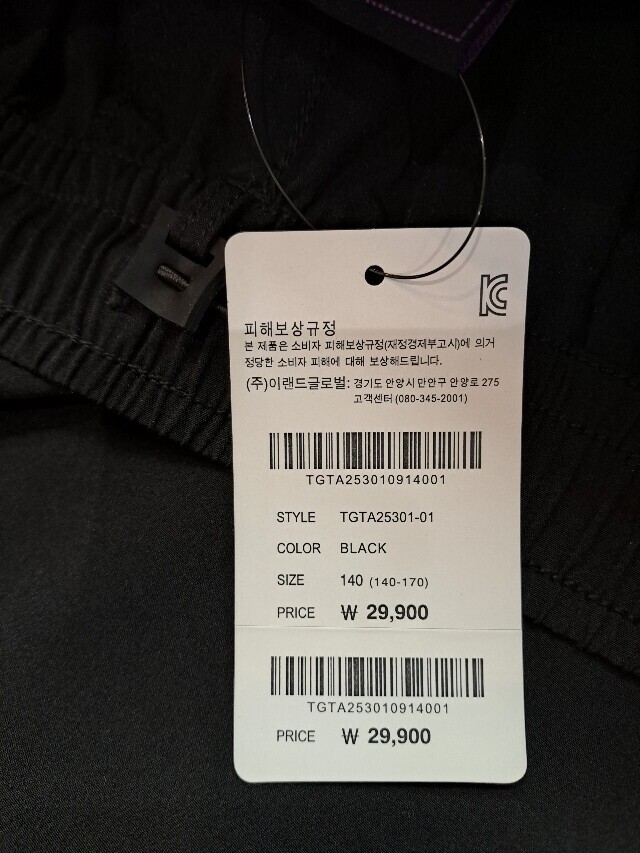 피해보상규정
본 제품은 소비자 피해보상규정(재정경제부고시)에 의거
정당한 소비자 피해에 대해 보상해드립니다.
(주)이랜드글로벌: 경기도 안양시 만안구 안양로 275
고객센터 (080-345-2001)
TGTA253010914001
STYLE TGTA25301-01
COLOR BLACK
SIZE 140 (140-170)
PRICE ₩ 29,900
TGTA253010914001
PRICE ₩ 29,900